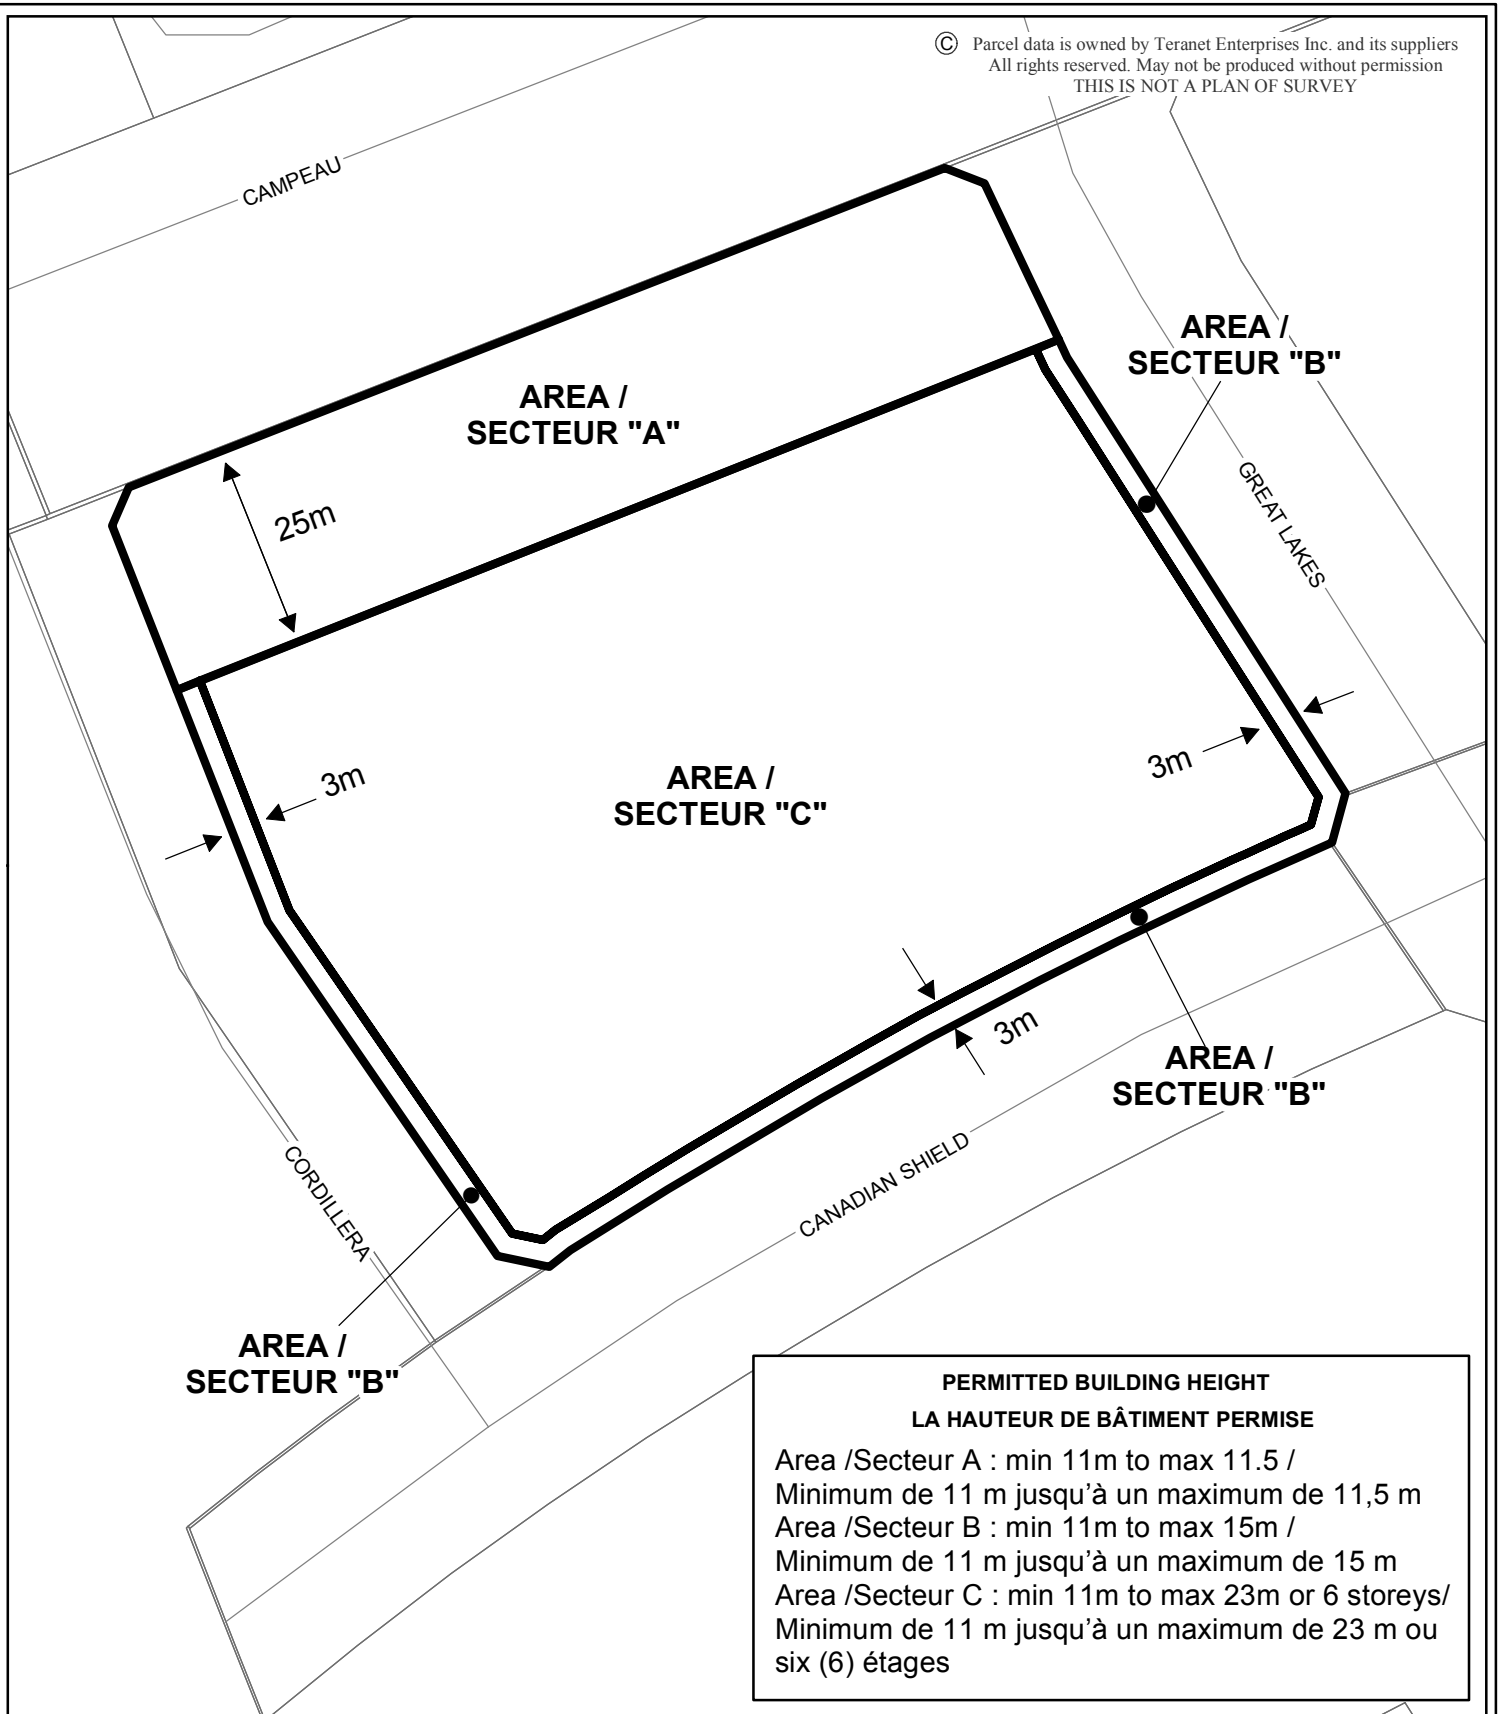 © Parcel data is owned by Teranet Enterprises Inc. and its suppliers
All rights reserved. May not be produced without permission
THIS IS NOT A PLAN OF SURVEY
CAMPEAU
AREA /
SECTEUR "B"
AREA /
SECTEUR "A"
GREAT LAKES
25m
3m
3m
AREA /
SECTEUR "C"
3m
AREA /
SECTEUR "B"
CANADIAN SHIELD
CORDILLERA
AREA /
SECTEUR "B"
PERMITTED BUILDING HEIGHT
LA HAUTEUR DE BÂTIMENT PERMISE
Area /Secteur A : min 11m to max 11.5 /
Minimum de 11 m jusqu’à un maximum de 11,5 m
Area /Secteur B : min 11m to max 15m /
Minimum de 11 m jusqu’à un maximum de 15 m
Area /Secteur C : min 11m to max 23m or 6 storeys/
Minimum de 11 m jusqu’à un maximum de 23 m ou
six (6) étages